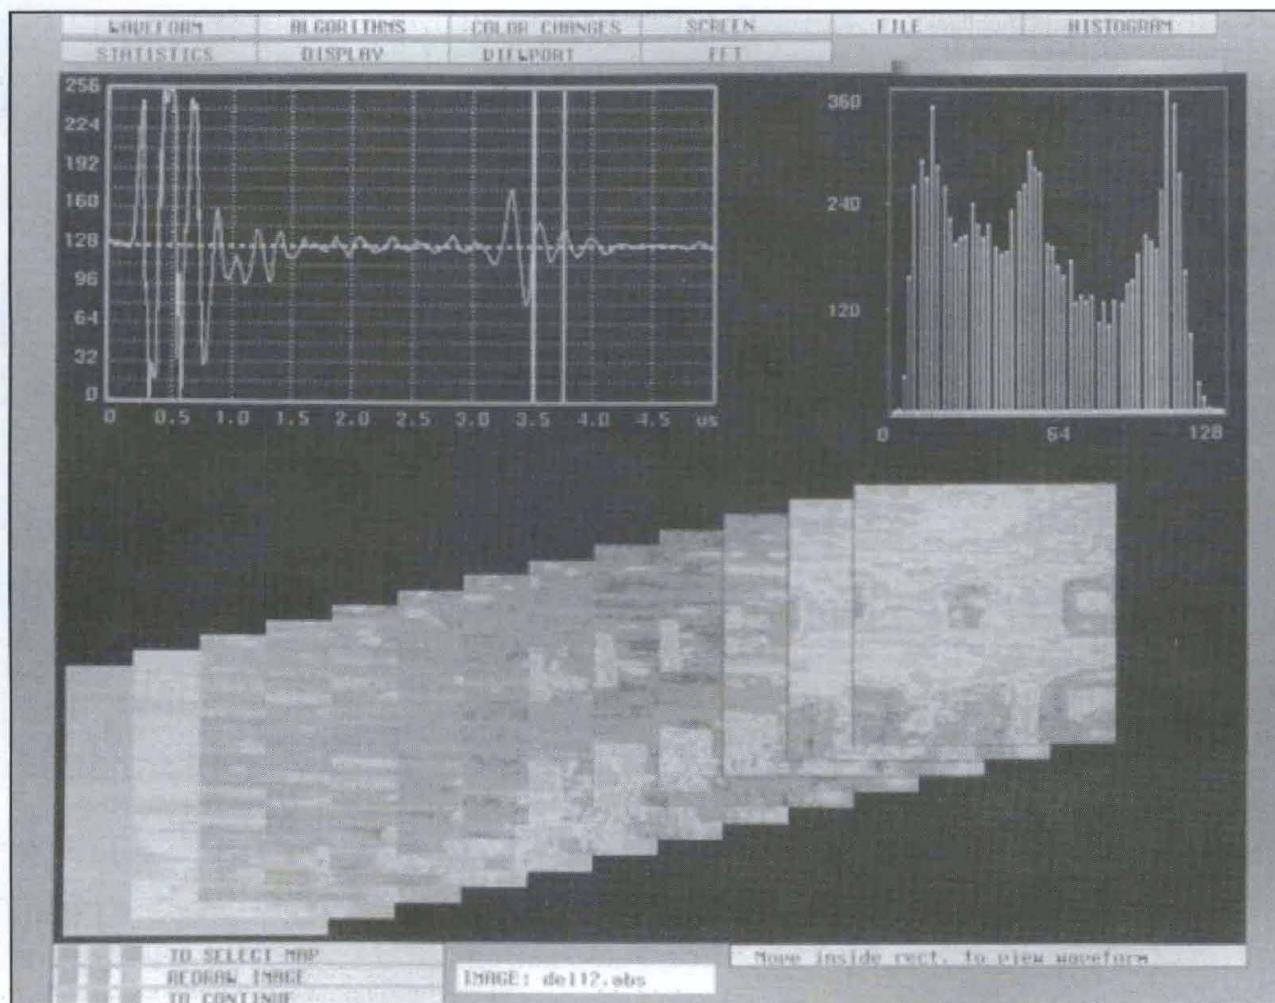 WAVEFORM ALGORITHMS COLOR CHANGES SCREEN FILE HISTOGRAM
STATISTICS DISPLAY VIEWPORT FFT
256
224
192
160
128
96
64
32
0
0 0.5 1.0 1.5 2.0 2.5 3.0 3.5 4.0 4.5 us
360
240
120
0 64 128
TO SELECT MAP
REDRAW IMAGE
TO CONTINUE
IMAGE: del12.abs
Move inside rect. to view waveform